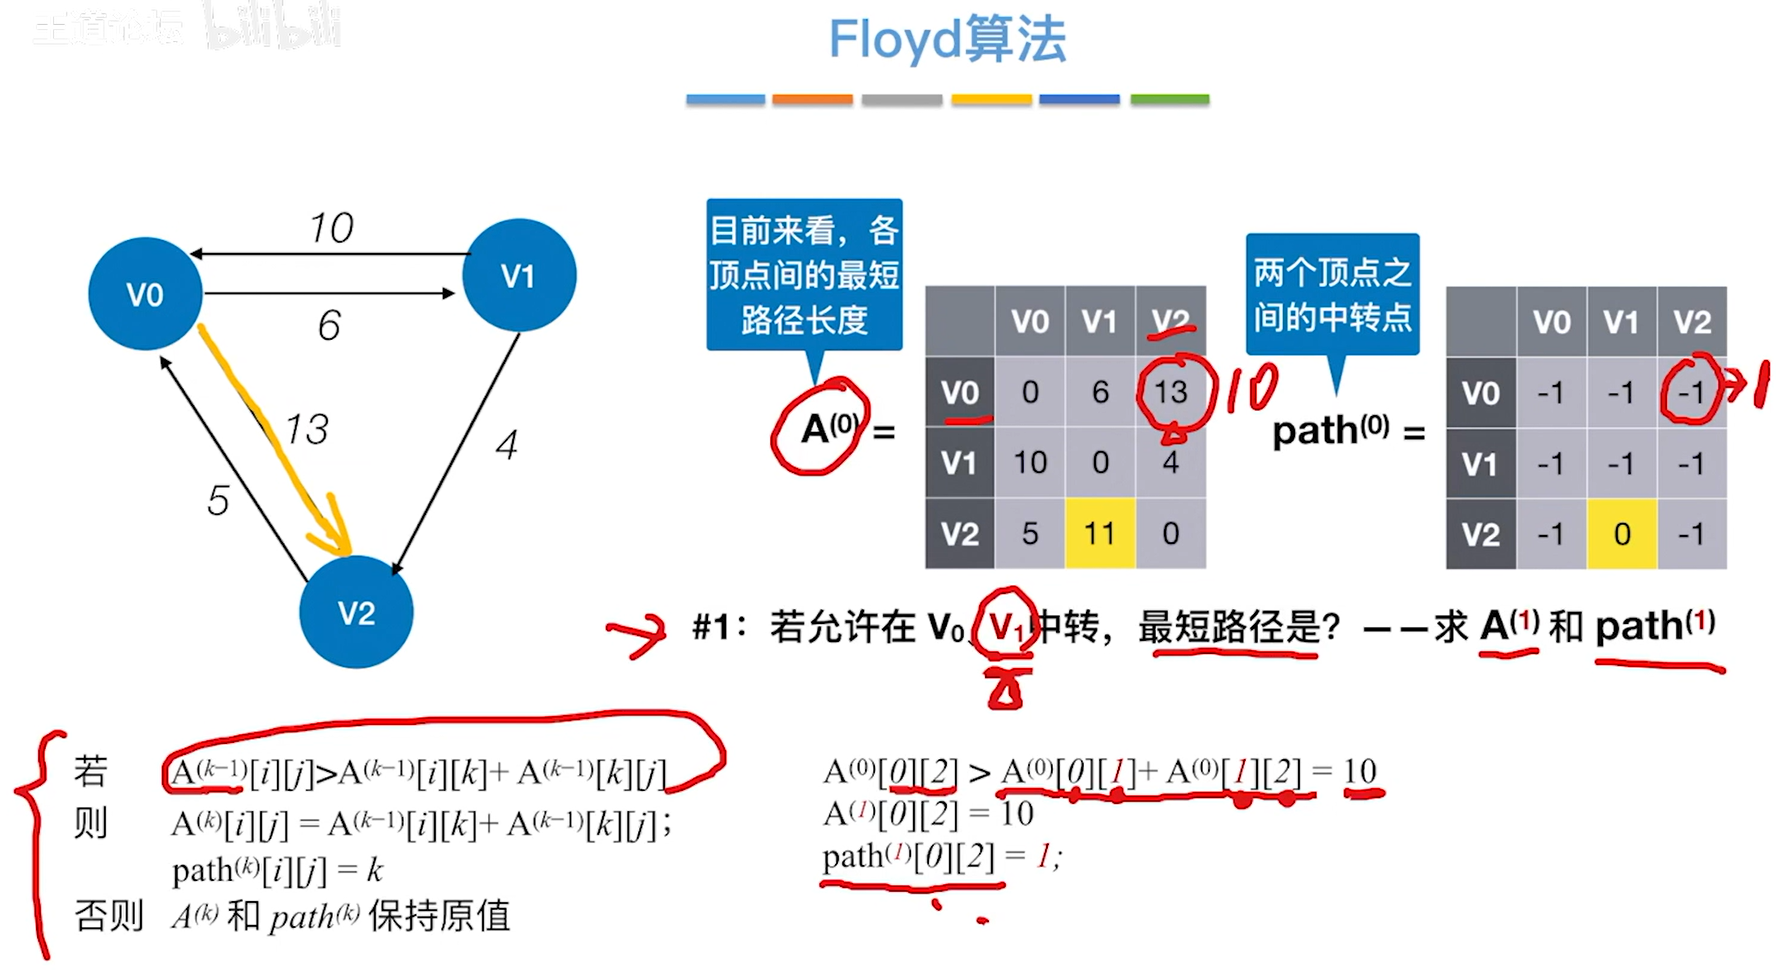 王道论坛 bilibili
Floyd算法
10
V0
V1
6
13
4
5
V2
目前来看，各
顶点间的最短
路径长度
A(0) =
V0 V1 V2
V0 0 6 13 10
V1 10 0 4
V2 5 11 0
两个顶点之
间的中转点
path(0) =
V0 V1 V2
V0 -1 -1 -1 →1
V1 -1 -1 -1
V2 -1 0 -1
#1：若允许在 V0、V1中转，最短路径是？——求 A(1) 和 path(1)
若 A(k−1)[i][j]>A(k−1)[i][k]+ A(k−1)[k][j]
则 A(k)[i][j] = A(k−1)[i][k]+ A(k−1)[k][j]；
path(k)[i][j] = k
否则 A(k) 和 path(k) 保持原值
A(0)[0][2] > A(0)[0][1]+ A(0)[1][2] = 10
A(1)[0][2] = 10
path(1)[0][2] = 1;